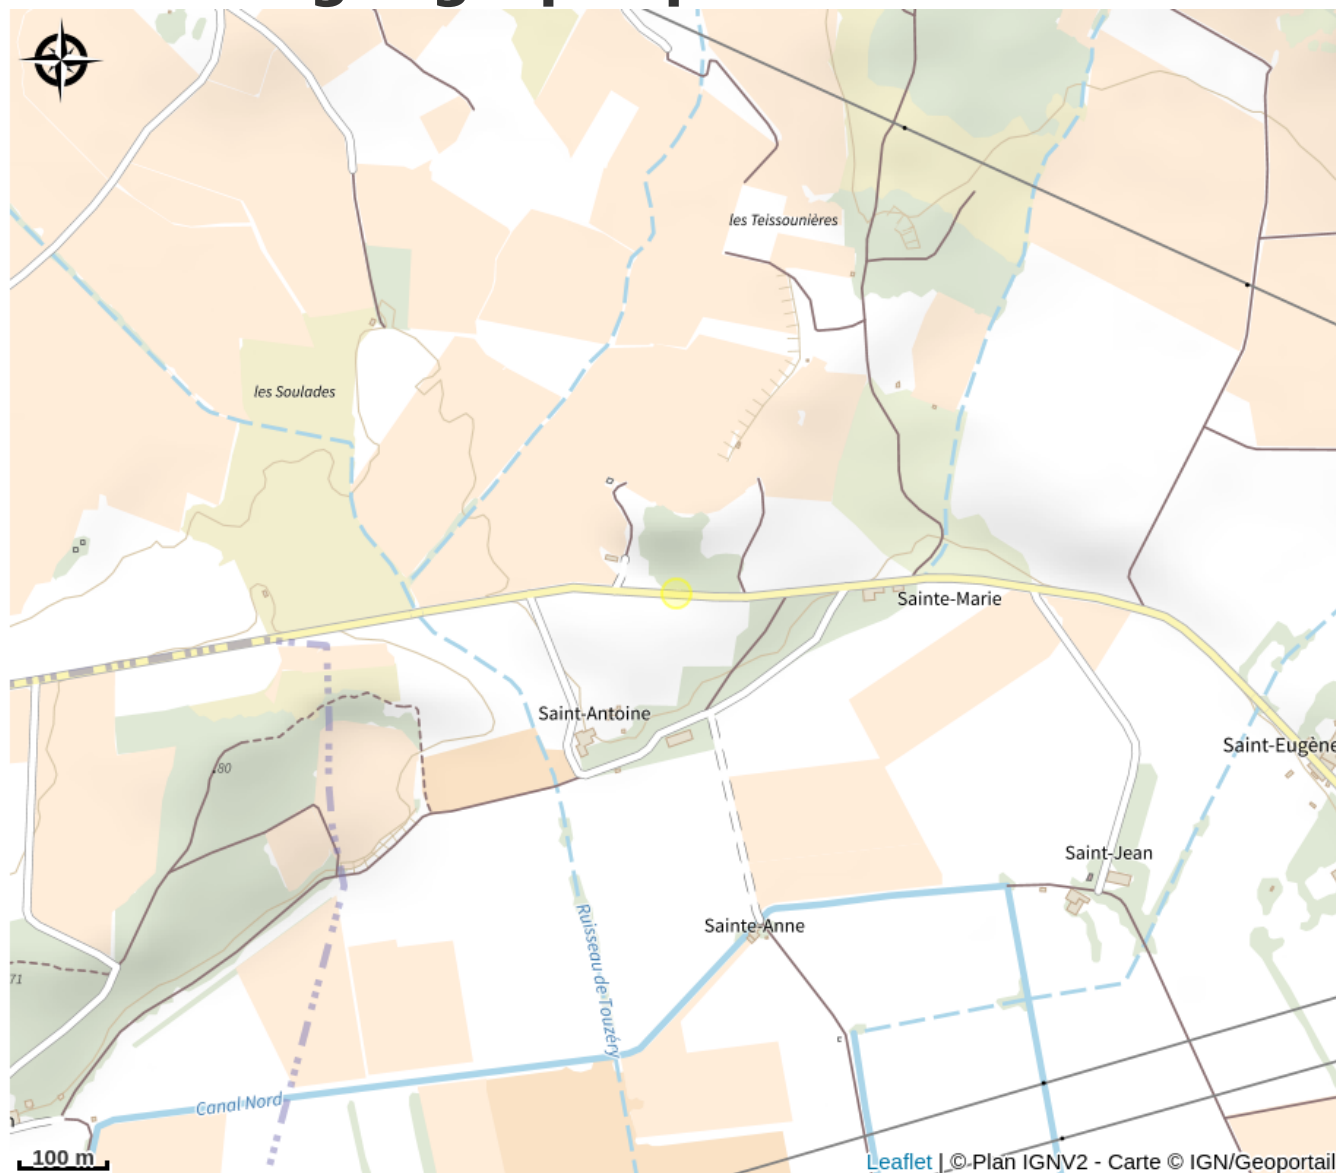 les Teissounières
les Soulades
Sainte-Marie
Saint-Antoine
Saint-Eugène
80
Saint-Jean
Sainte-Anne
71
Ruisseau de Touzéry
Canal Nord
100 m
Leaflet | © Plan IGNV2 - Carte © IGN/Geoportail